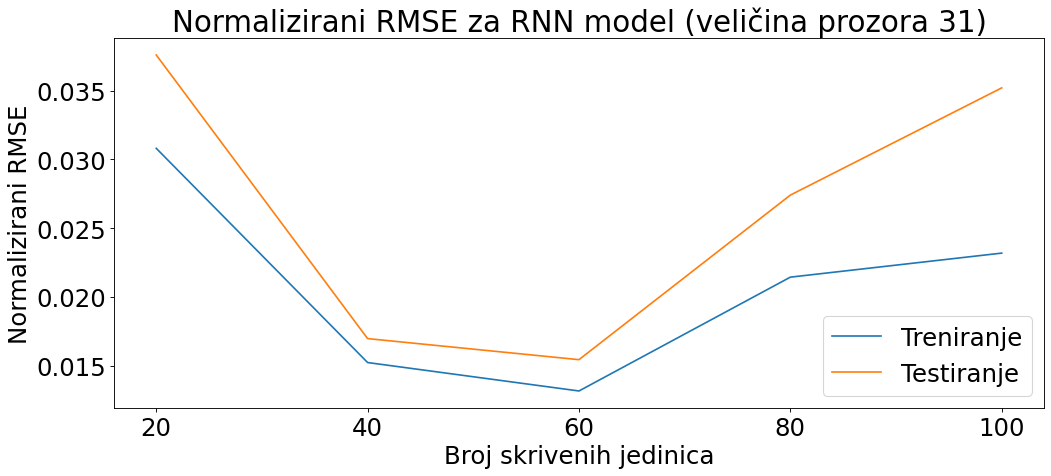 Normalizirani RMSE za RNN model (veličina prozora 31)
Normalizirani RMSE
0.035
0.030
0.025
0.020
0.015
20 40 60 80 100
Broj skrivenih jedinica
Treniranje
Testiranje